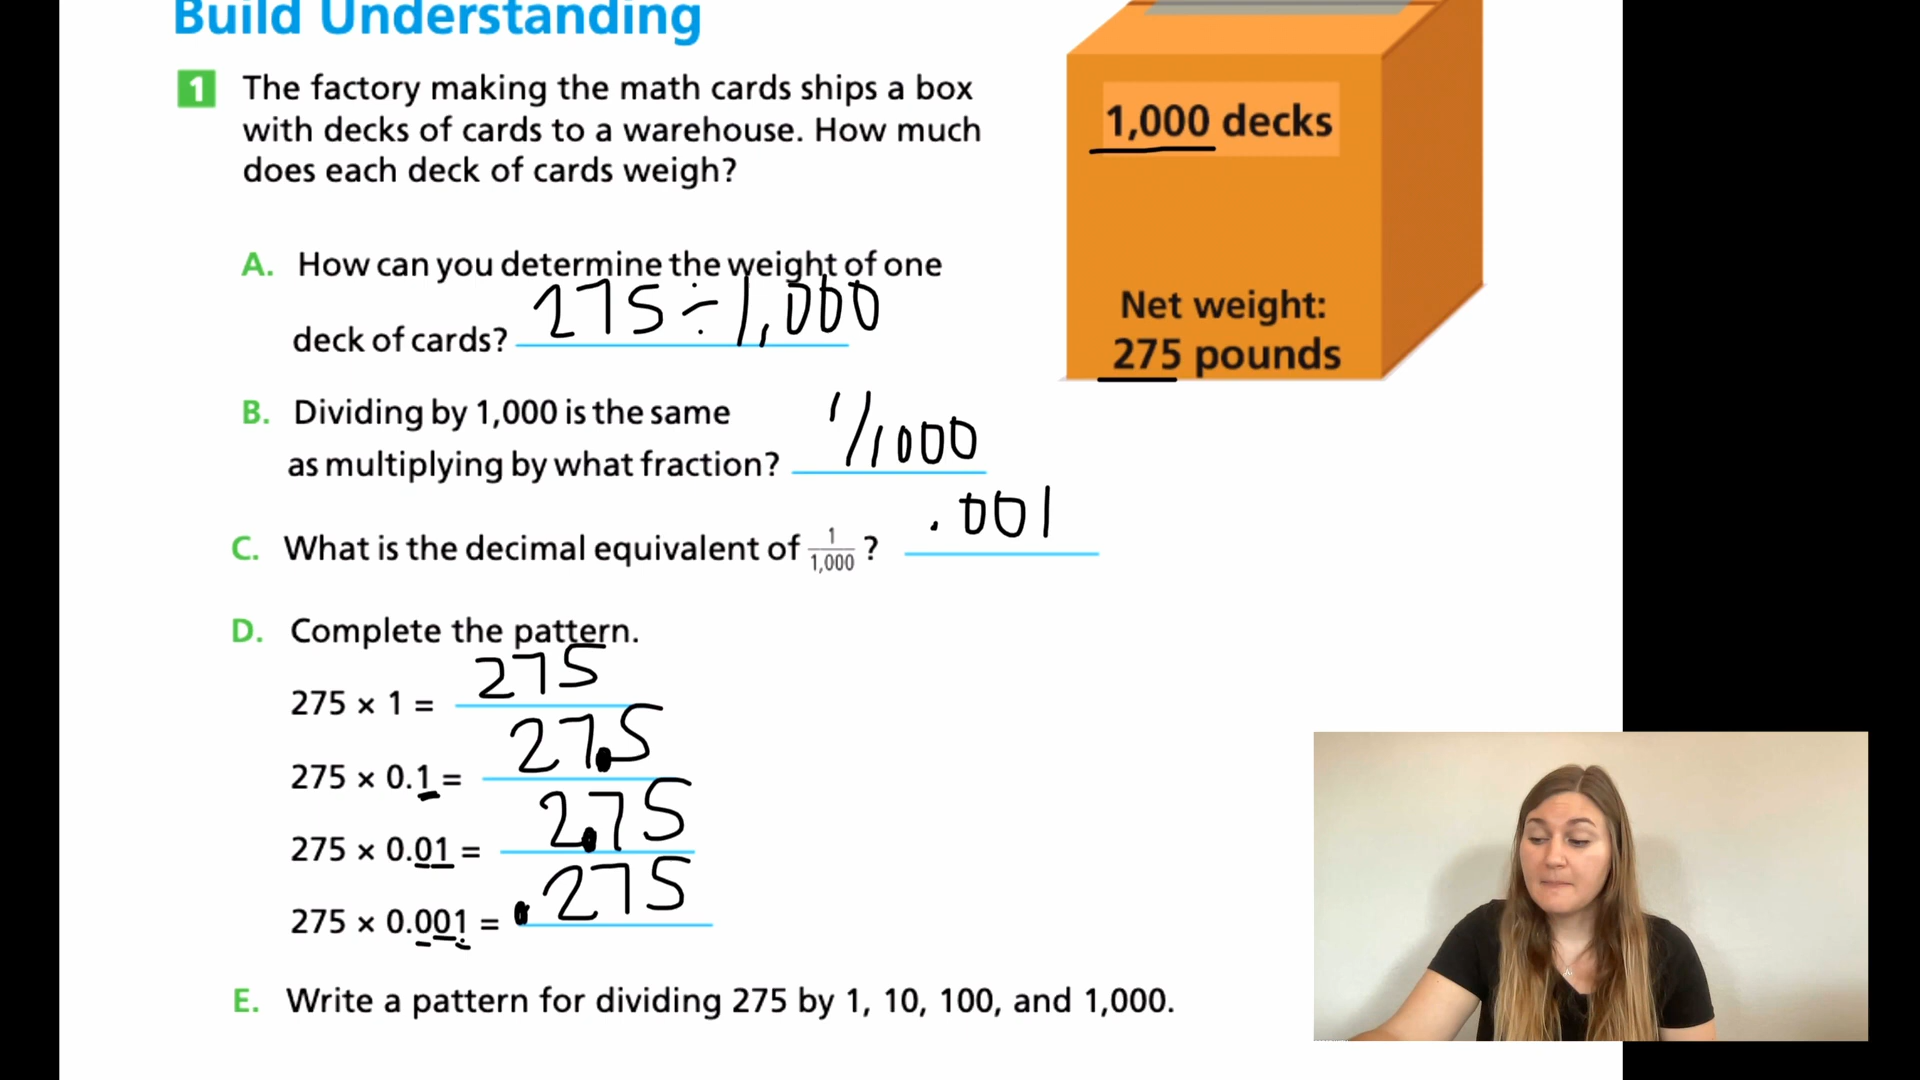 Build Understanding
1 The factory making the math cards ships a box
with decks of cards to a warehouse. How much
does each deck of cards weigh?
1,000 decks
Net weight:
275 pounds
A. How can you determine the weight of one
deck of cards? 275 ÷ 1,000
B. Dividing by 1,000 is the same
as multiplying by what fraction? 1/1000
C. What is the decimal equivalent of 1/1,000 ? .001
D. Complete the pattern.
275 × 1 = 275
275 × 0.1 = 27.5
275 × 0.01 = 2.75
275 × 0.001 = .275
E. Write a pattern for dividing 275 by 1, 10, 100, and 1,000.